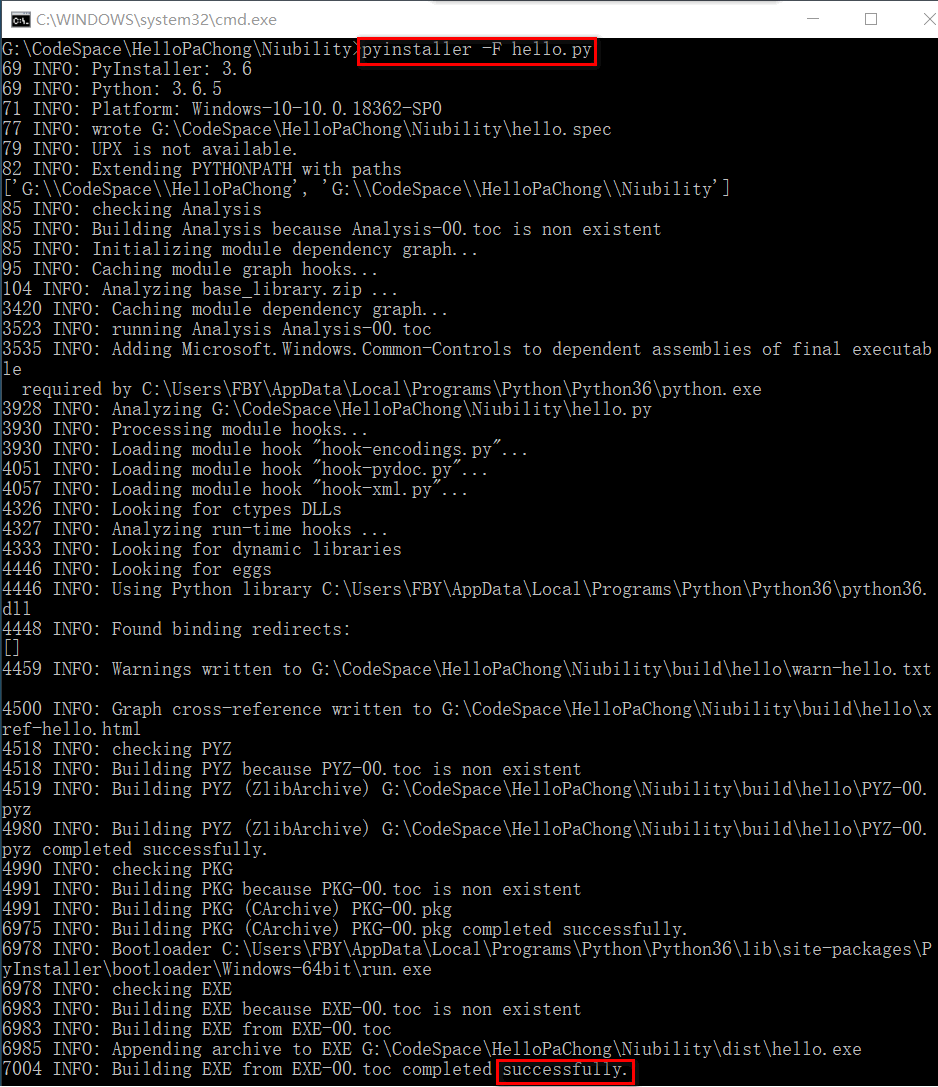 C:\WINDOWS\system32\cmd.exe
G:\CodeSpace\HelloPaChong\Niubility>pyinstaller -F hello.py
69 INFO: PyInstaller: 3.6
69 INFO: Python: 3.6.5
71 INFO: Platform: Windows-10-10.0.18362-SP0
77 INFO: wrote G:\CodeSpace\HelloPaChong\Niubility\hello.spec
79 INFO: UPX is not available.
82 INFO: Extending PYTHONPATH with paths
['G:\\CodeSpace\\HelloPaChong', 'G:\\CodeSpace\\HelloPaChong\\Niubility']
85 INFO: checking Analysis
85 INFO: Building Analysis because Analysis-00.toc is non existent
85 INFO: Initializing module dependency graph...
95 INFO: Caching module graph hooks...
104 INFO: Analyzing base_library.zip ...
3420 INFO: Caching module dependency graph...
3523 INFO: running Analysis Analysis-00.toc
3535 INFO: Adding Microsoft.Windows.Common-Controls to dependent assemblies of final executab
le
  required by C:\Users\FBY\AppData\Local\Programs\Python\Python36\python.exe
3928 INFO: Analyzing G:\CodeSpace\HelloPaChong\Niubility\hello.py
3930 INFO: Processing module hooks...
3930 INFO: Loading module hook "hook-encodings.py"...
4051 INFO: Loading module hook "hook-pydoc.py"...
4057 INFO: Loading module hook "hook-xml.py"...
4326 INFO: Looking for ctypes DLLs
4327 INFO: Analyzing run-time hooks ...
4333 INFO: Looking for dynamic libraries
4446 INFO: Looking for eggs
4446 INFO: Using Python library C:\Users\FBY\AppData\Local\Programs\Python\Python36\python36.
dll
4448 INFO: Found binding redirects:
[]
4459 INFO: Warnings written to G:\CodeSpace\HelloPaChong\Niubility\build\hello\warn-hello.txt
4500 INFO: Graph cross-reference written to G:\CodeSpace\HelloPaChong\Niubility\build\hello\x
ref-hello.html
4518 INFO: checking PYZ
4518 INFO: Building PYZ because PYZ-00.toc is non existent
4519 INFO: Building PYZ (ZlibArchive) G:\CodeSpace\HelloPaChong\Niubility\build\hello\PYZ-00.
pyz
4980 INFO: Building PYZ (ZlibArchive) G:\CodeSpace\HelloPaChong\Niubility\build\hello\PYZ-00.
pyz completed successfully.
4990 INFO: checking PKG
4991 INFO: Building PKG because PKG-00.toc is non existent
4991 INFO: Building PKG (CArchive) PKG-00.pkg
6975 INFO: Building PKG (CArchive) PKG-00.pkg completed successfully.
6978 INFO: Bootloader C:\Users\FBY\AppData\Local\Programs\Python\Python36\lib\site-packages\P
yInstaller\bootloader\Windows-64bit\run.exe
6978 INFO: checking EXE
6983 INFO: Building EXE because EXE-00.toc is non existent
6983 INFO: Building EXE from EXE-00.toc
6985 INFO: Appending archive to EXE G:\CodeSpace\HelloPaChong\Niubility\dist\hello.exe
7004 INFO: Building EXE from EXE-00.toc completed successfully.